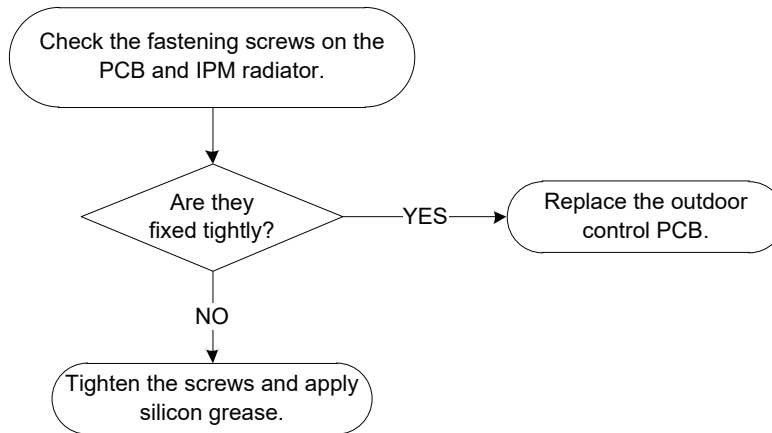 Check the fastening screws on the
PCB and IPM radiator.
Are they
fixed tightly?
YES
Replace the outdoor
control PCB.
NO
Tighten the screws and apply
silicon grease.